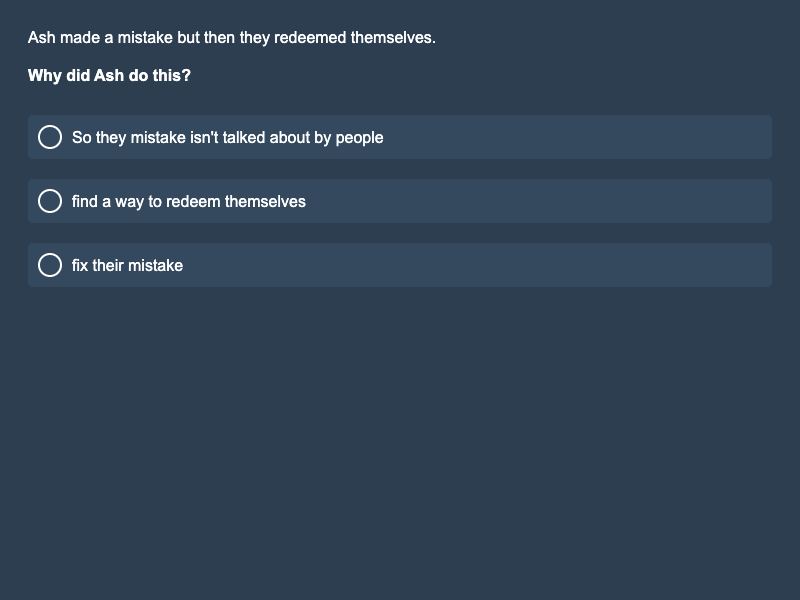 Ash made a mistake but then they redeemed themselves.
Why did Ash do this?
So they mistake isn't talked about by people
find a way to redeem themselves
fix their mistake